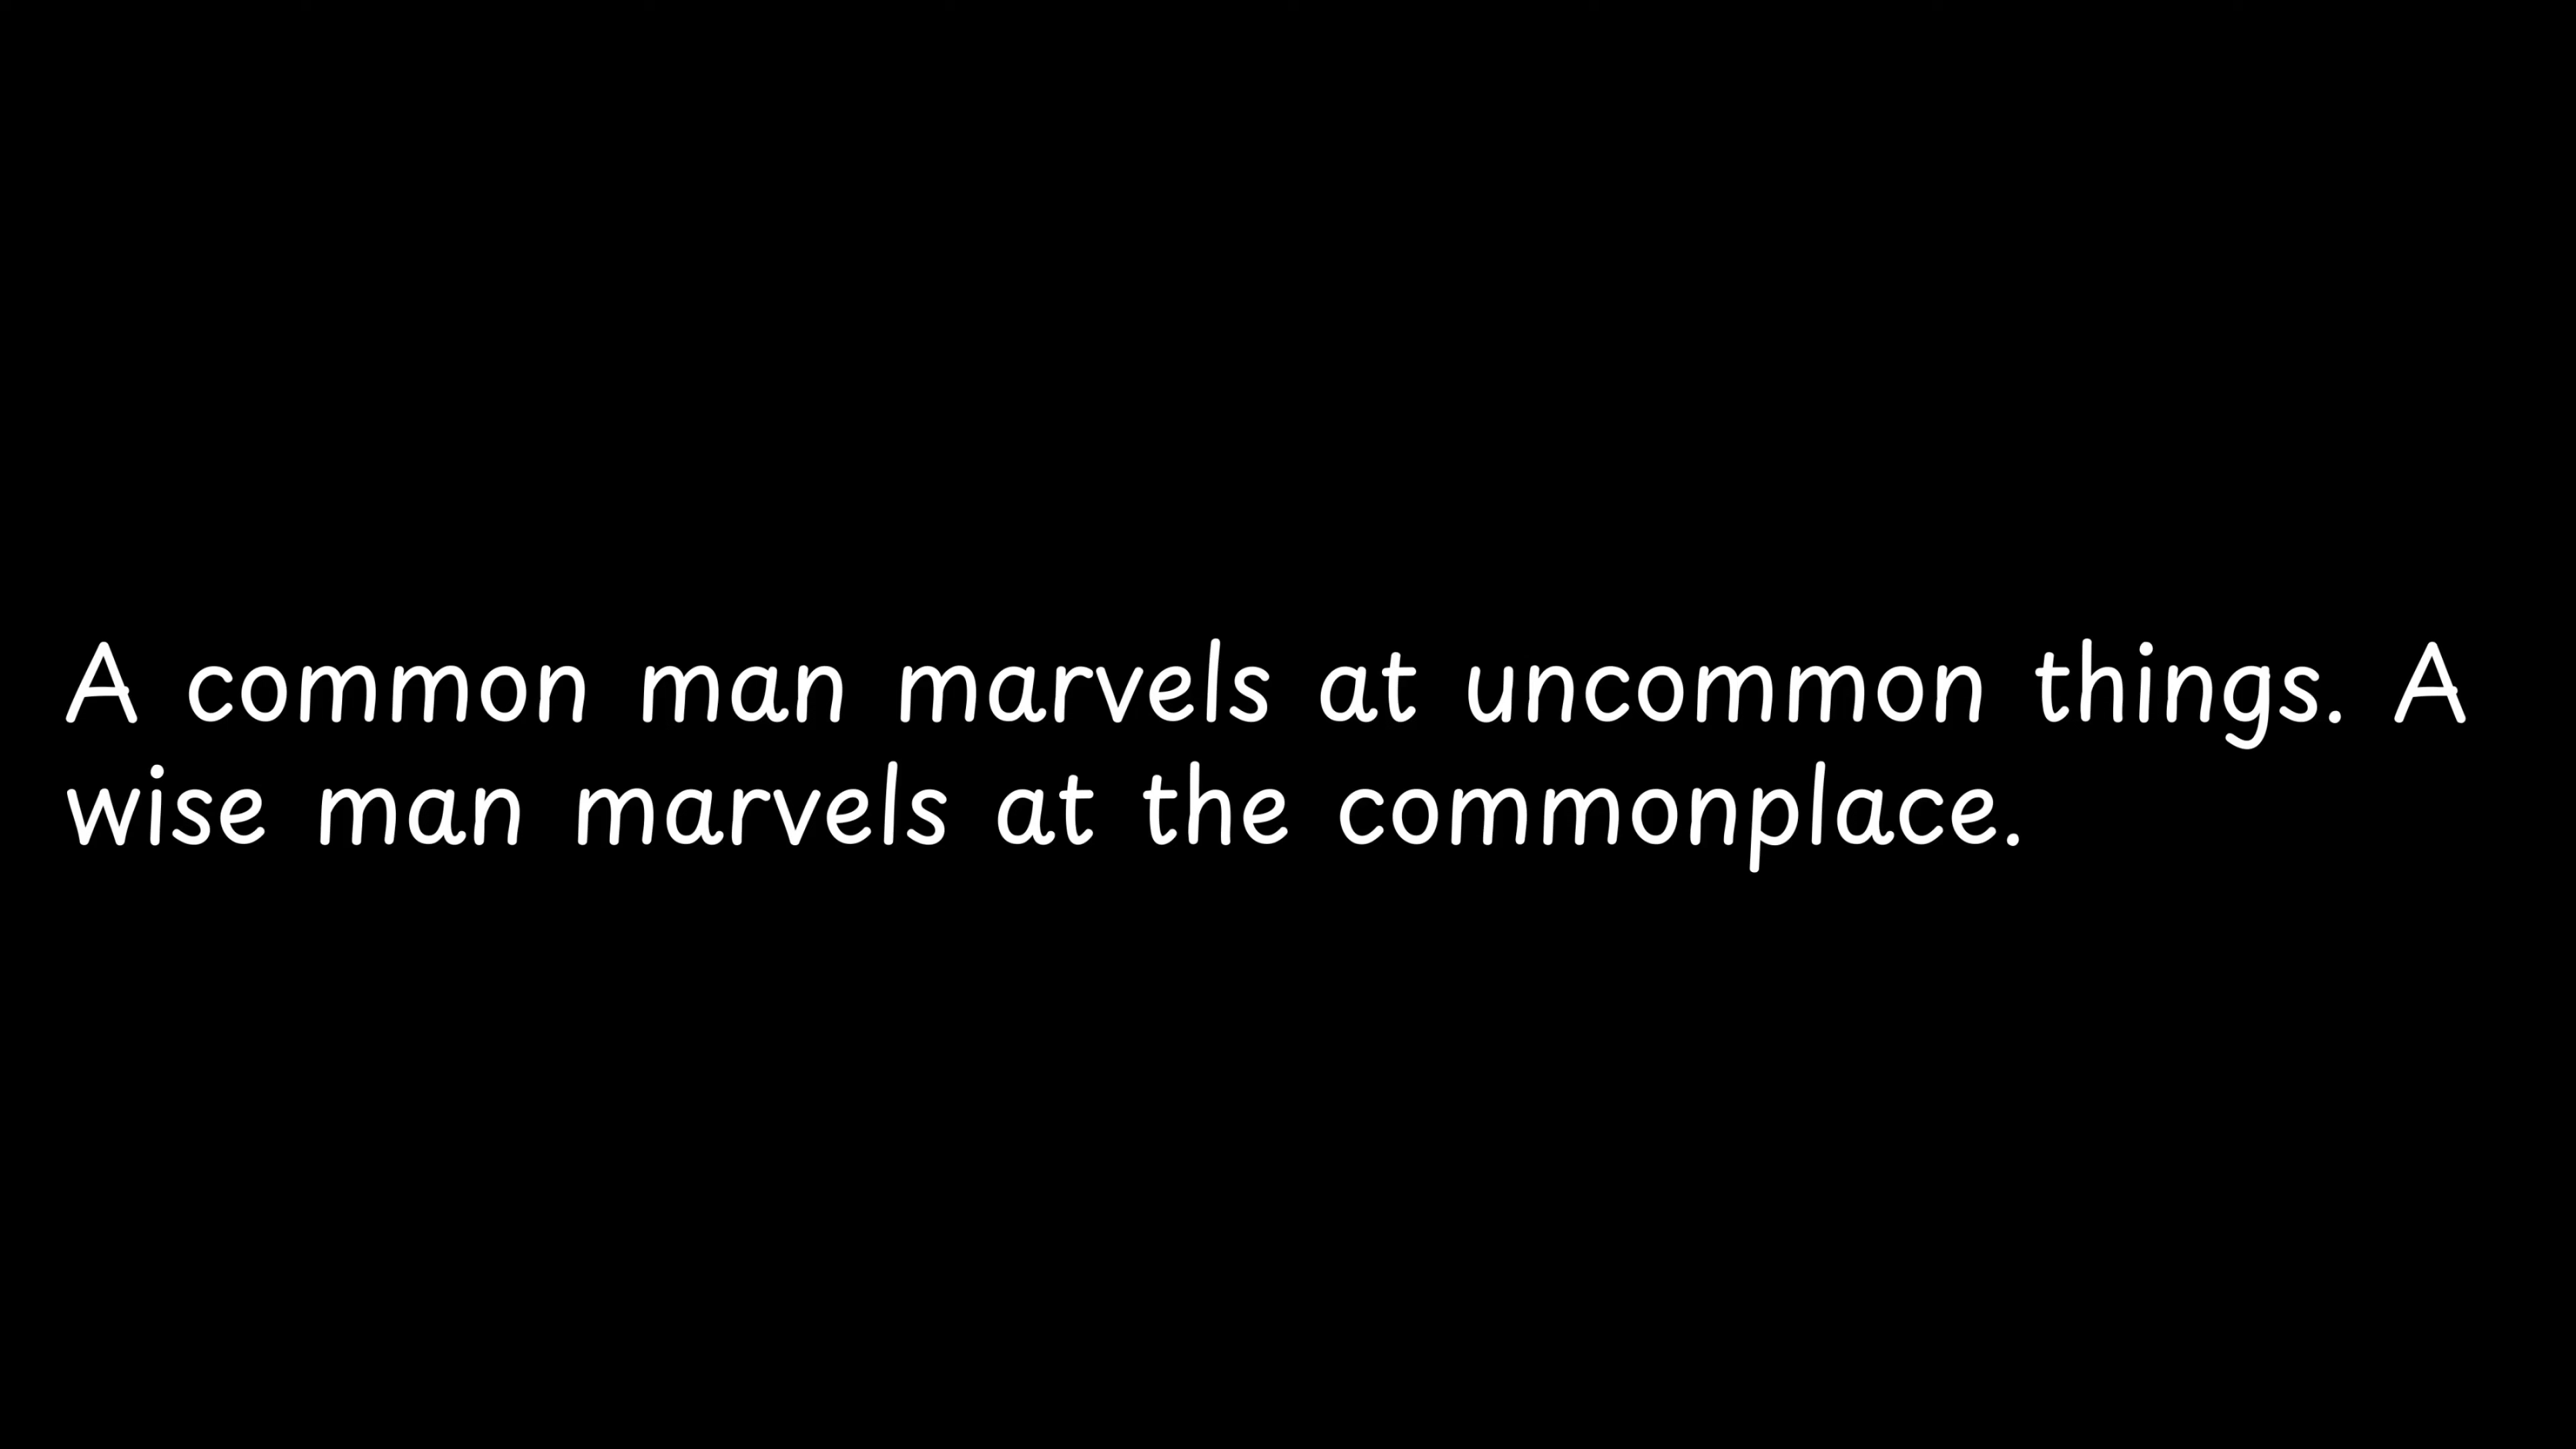 A common man marvels at uncommon things. A
wise man marvels at the commonplace.